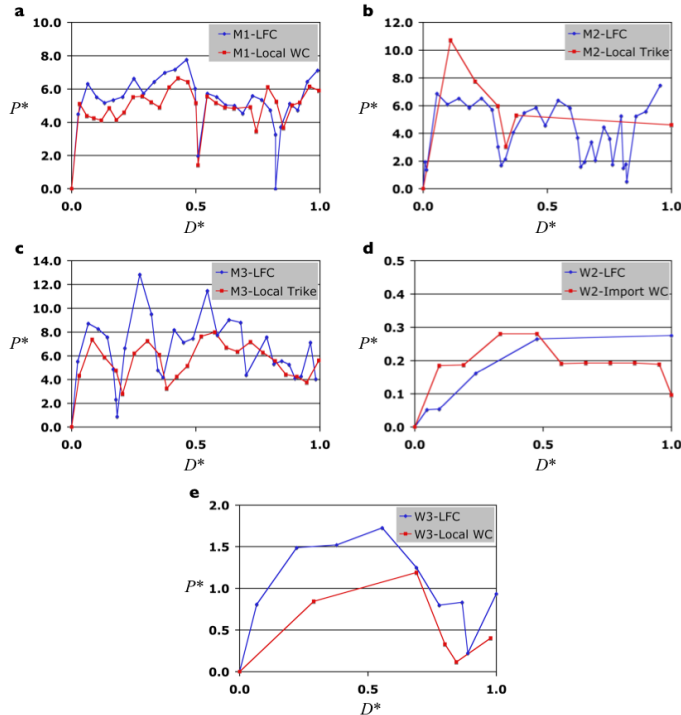 a
M1-LFC
M1-Local WC
10.0
8.0
6.0
4.0
2.0
0.0
P*
0.0 0.5 1.0
D*
b
M2-LFC
M2-Local Trike
12.0
10.0
8.0
6.0
4.0
2.0
0.0
P*
0.0 0.5 1.0
D*
c
M3-LFC
M3-Local Trike
14.0
12.0
10.0
8.0
6.0
4.0
2.0
0.0
P*
0.0 0.5 1.0
D*
d
W2-LFC
W2-Import WC
0.5
0.4
0.3
0.2
0.1
0.0
P*
0.0 0.5 1.0
D*
e
W3-LFC
W3-Local WC
2.0
1.5
1.0
0.5
0.0
P*
0.0 0.5 1.0
D*